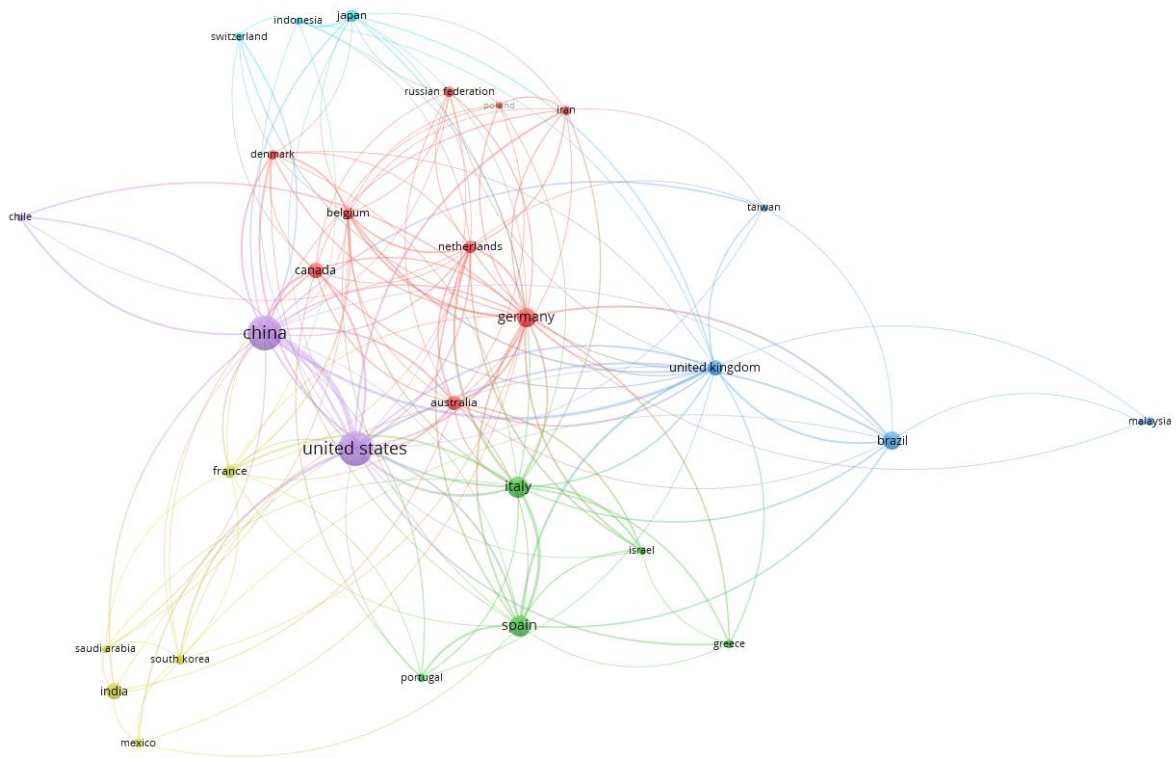 japan
indonesia
switzerland
russian federation
poland
iran
denmark
taiwan
chile
belgium
netherlands
canada
germany
china
united kingdom
australia
malaysia
brazil
united states
france
italy
israel
spain
greece
saudi arabia
south korea
portugal
india
mexico